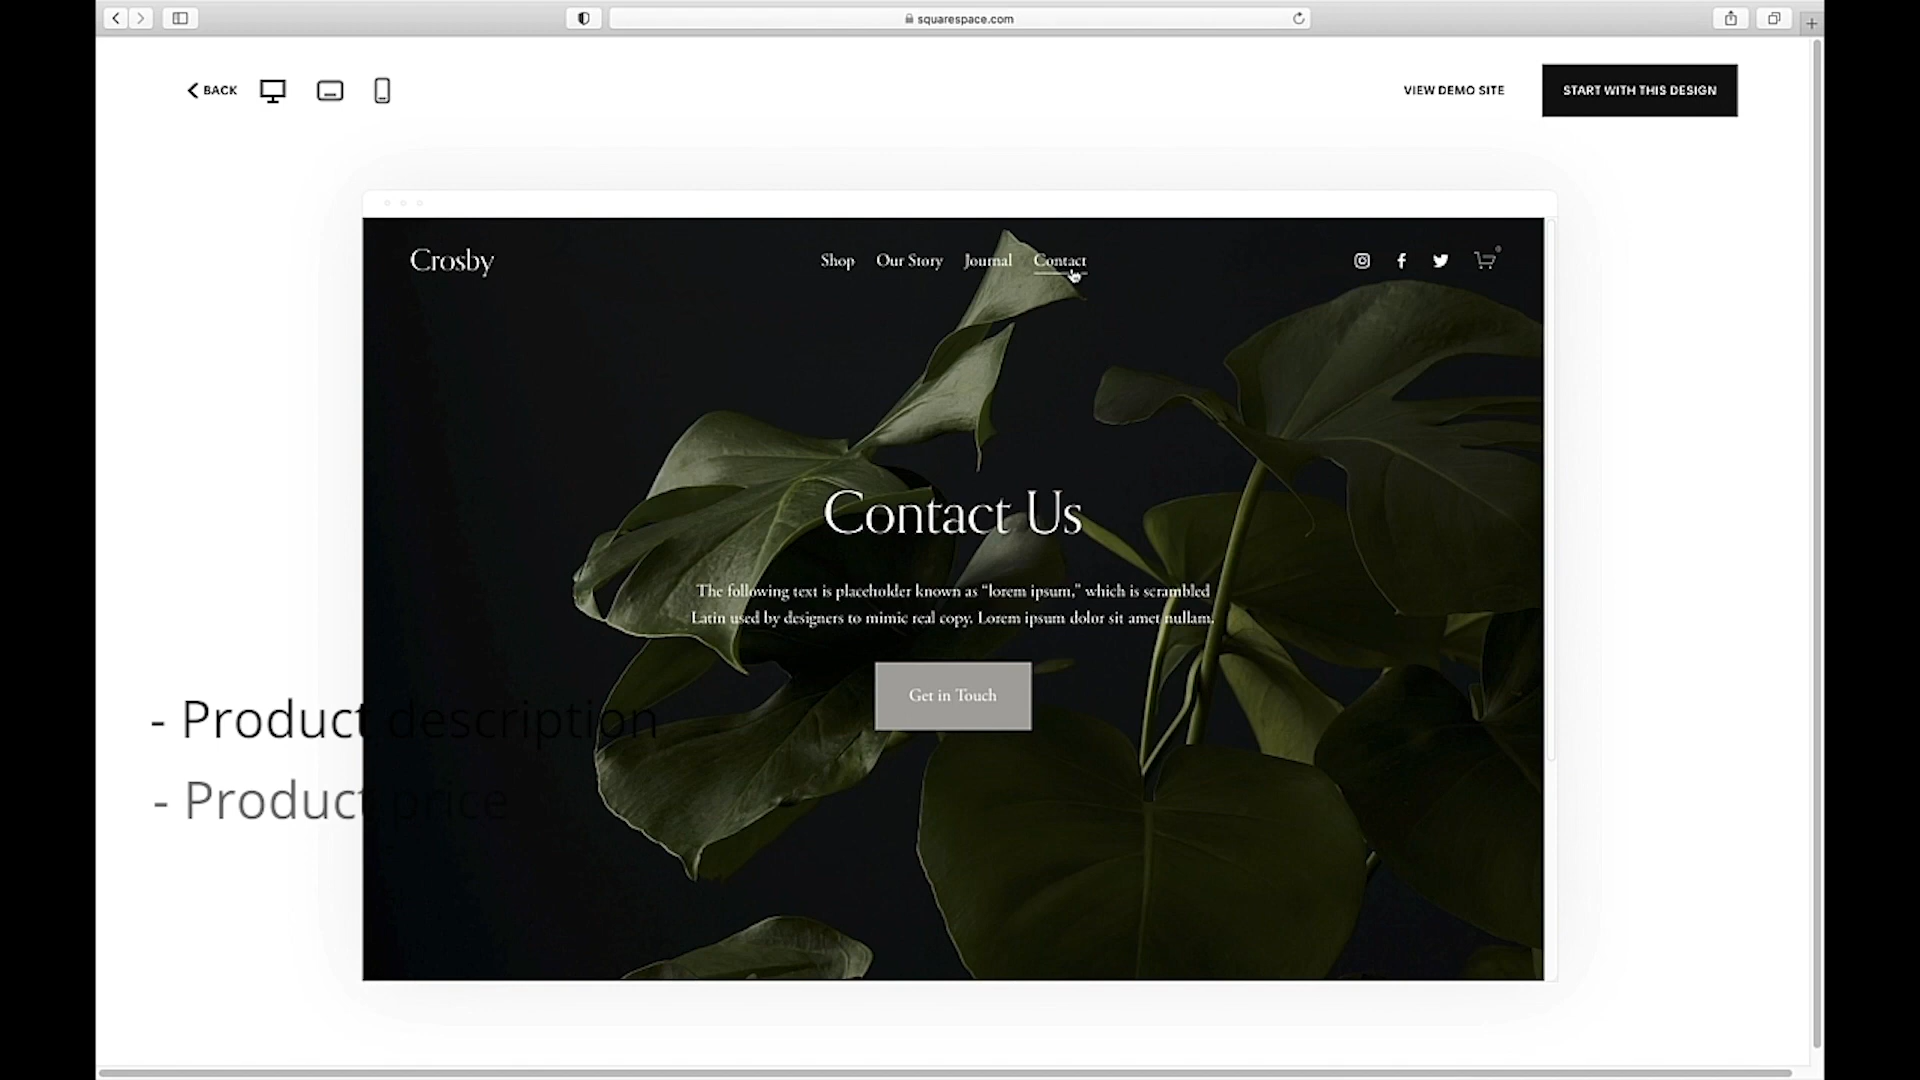 squarespace.com
BACK
VIEW DEMO SITE
START WITH THIS DESIGN
Crosby
Shop
Our Story
Journal
Contact
Contact Us
The following text is placeholder known as “lorem ipsum,” which is scrambled
Latin used by designers to mimic real copy. Lorem ipsum dolor sit amet nullam.
Get in Touch
- Product description
- Product price